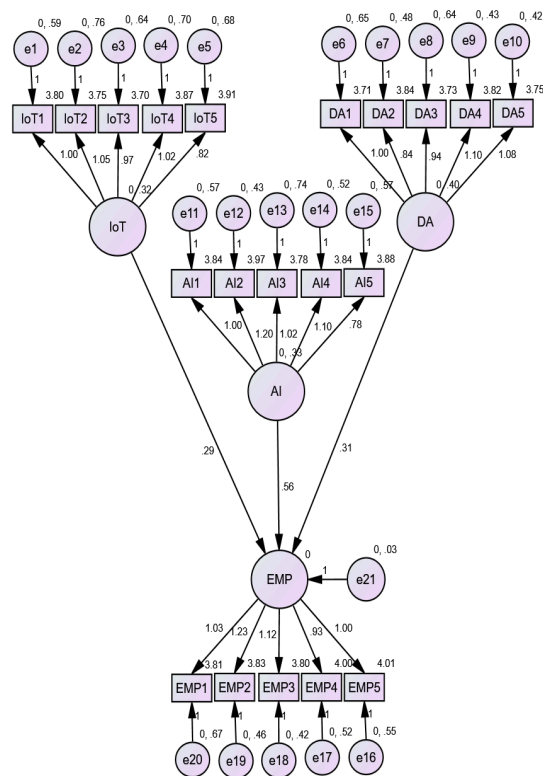 0, .59 0, .76 0, .64 0, .70 0, .68
e1 e2 e3 e4 e5
1 1 1 1 1
3.80 3.75 3.70 3.87 3.91
IoT1 IoT2 IoT3 IoT4 IoT5
1.00 1.05 .97 1.02 .82
0, .32
IoT
0, .65 0, .48 0, .64 0, .43 0, .42
e6 e7 e8 e9 e10
1 1 1 1 1
3.71 3.84 3.73 3.82 3.75
DA1 DA2 DA3 DA4 DA5
1.00 .84 .94 1.10 1.08
0, .40
DA
0, .57 0, .43 0, .74 0, .52 0, .57
e11 e12 e13 e14 e15
1 1 1 1 1
3.84 3.97 3.78 3.84 3.88
AI1 AI2 AI3 AI4 AI5
1.00 1.20 1.02 1.10 .78
0, .33
AI
.29 .56 .31
0
EMP
1
0, .03
e21
1.03 1.23 1.12 .93 1.00
3.81 3.83 3.80 4.00 4.01
EMP1 EMP2 EMP3 EMP4 EMP5
1 1 1 1 1
0, .67 0, .46 0, .42 0, .52 0, .55
e20 e19 e18 e17 e16